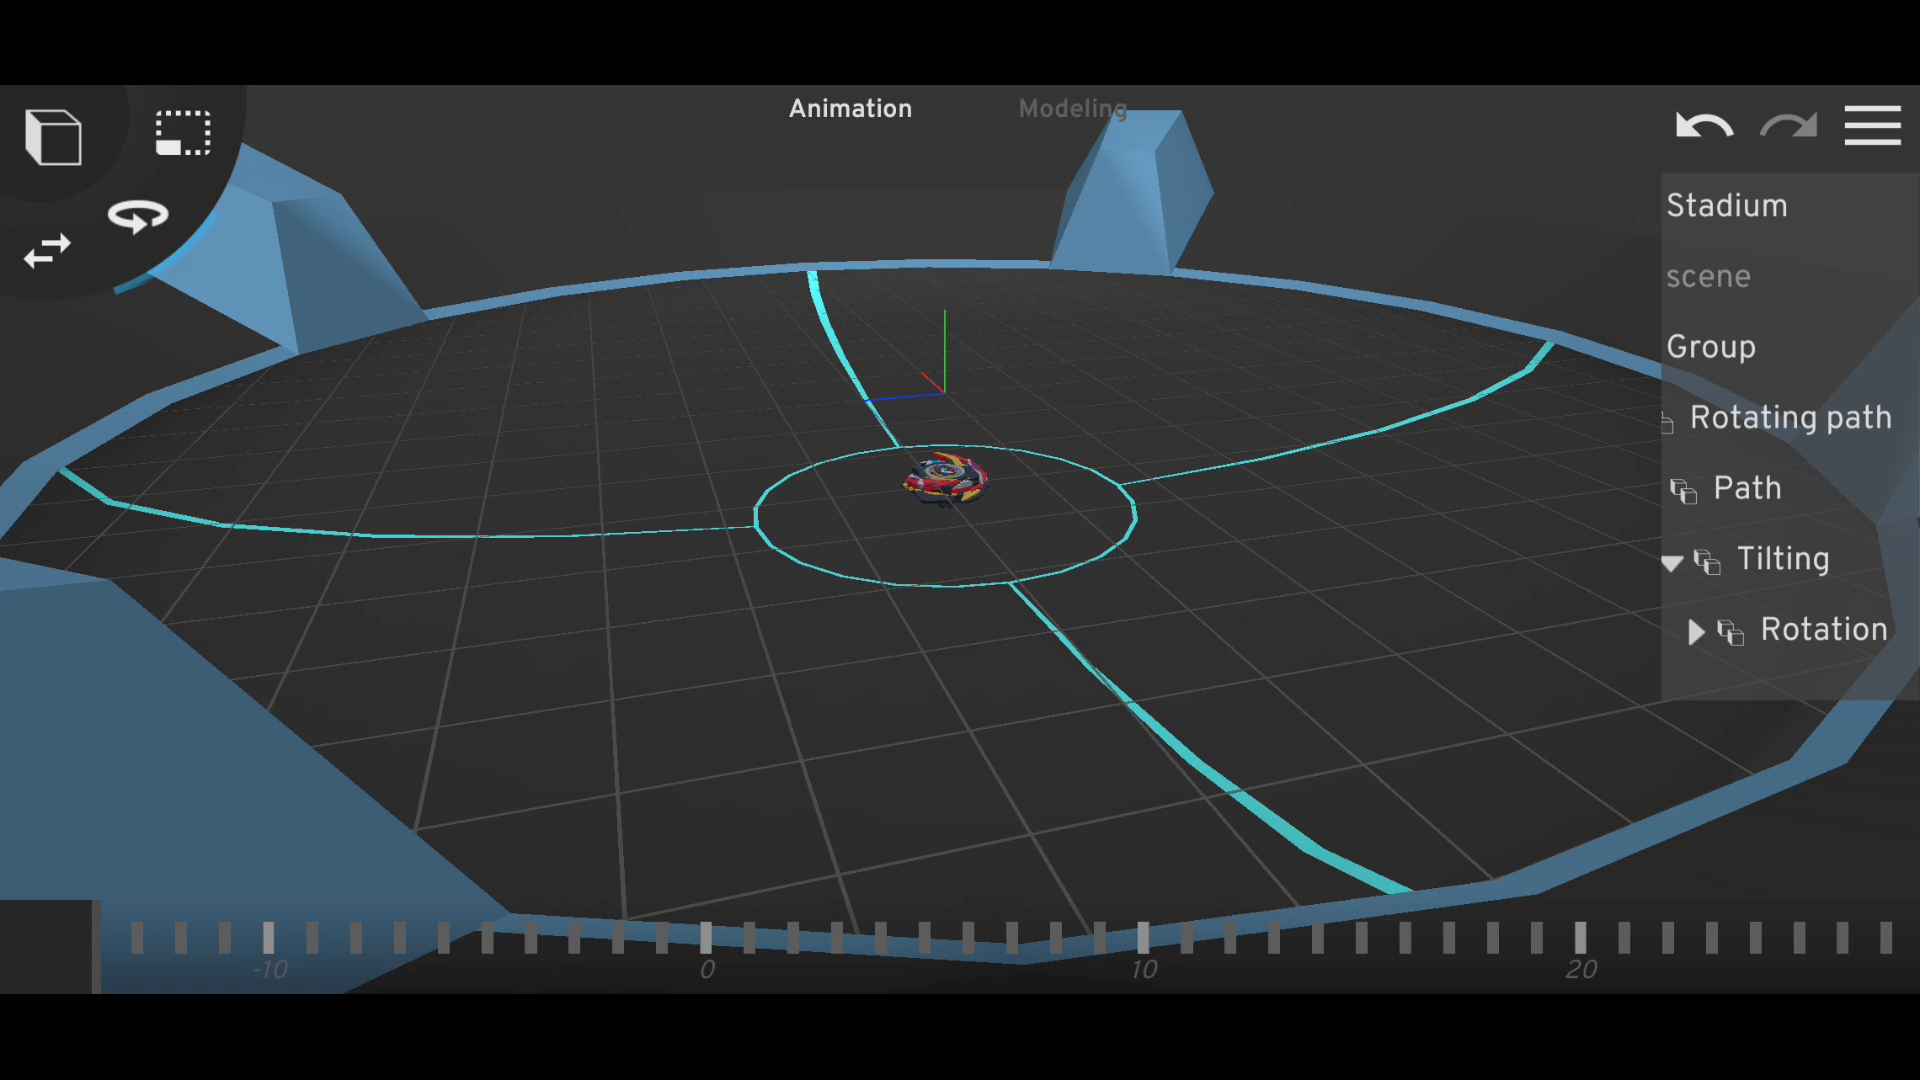 Animation
Modeling
Stadium
scene
Group
Rotating path
Path
Tilting
Rotation
-10
0
10
20